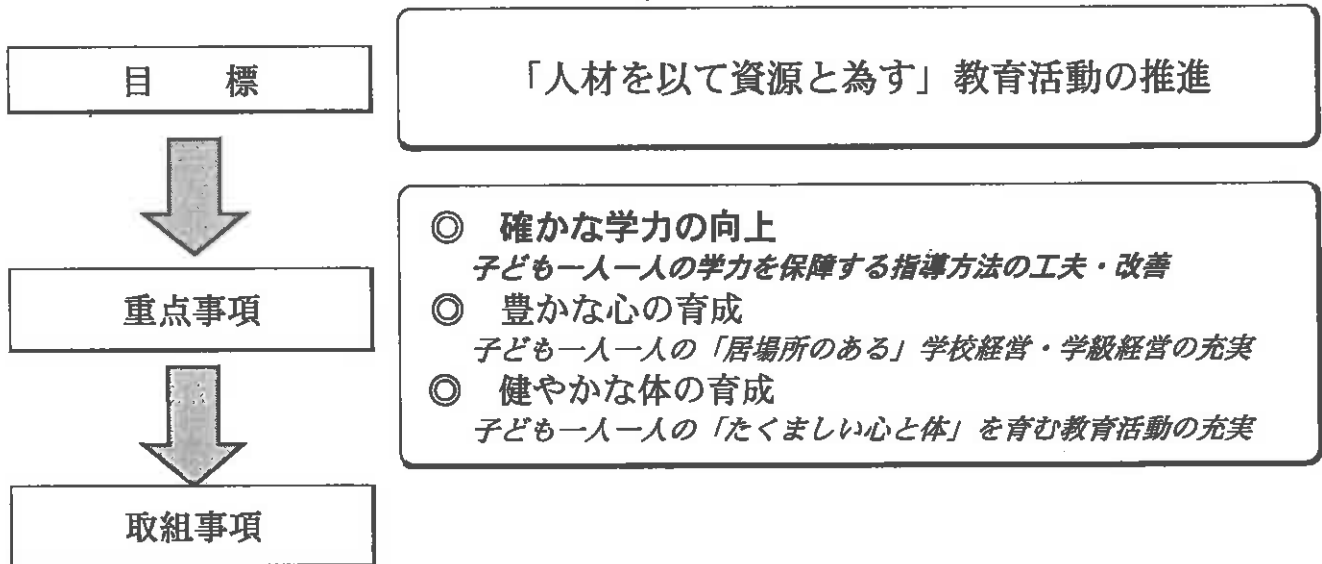 目　標
「人材を以て資源と為す」教育活動の推進
重点事項
◎　確かな学力の向上
子ども一人一人の学力を保障する指導方法の工夫・改善
◎　豊かな心の育成
子ども一人一人の「居場所のある」学校経営・学級経営の充実
◎　健やかな体の育成
子ども一人一人の「たくましい心と体」を育む教育活動の充実
取組事項